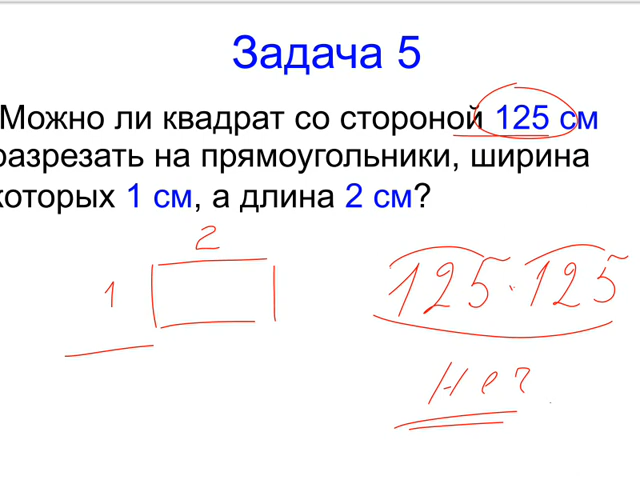 Задача 5
Можно ли квадрат со стороной 125 см
разрезать на прямоугольники, ширина
которых 1 см, а длина 2 см?
2
1
125 · 125
нет